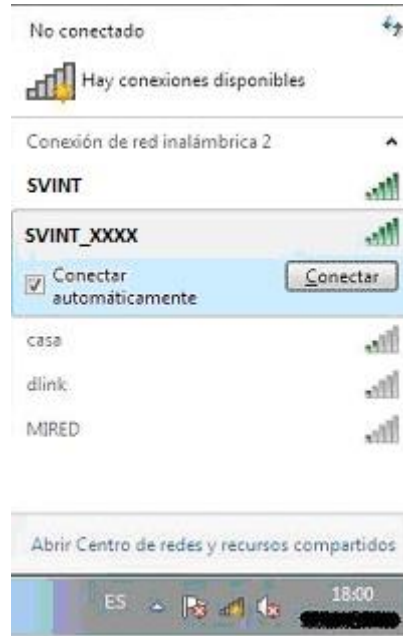 No conectado
Hay conexiones disponibles
Conexión de red inalámbrica 2
SVINT
SVINT_XXXX
Conectar
automáticamente
Conectar
casa
dlink
MIRED
Abrir Centro de redes y recursos compartidos
ES
18:00